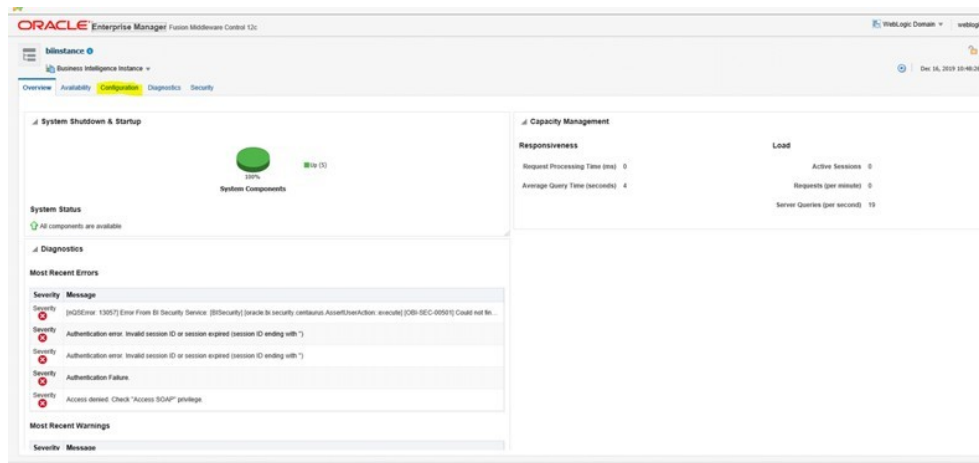 ORACLE Enterprise Manager Fusion Middleware Control 12c
WebLogic Domain
weblogi
biinstance
Business Intelligence Instance
Dec 16, 2019 10:48:26
Overview Availability Configuration Diagnostics Security
System Shutdown & Startup
Up (5)
100%
System Components
System Status
All components are available
Capacity Management
Responsiveness
Load
Request Processing Time (ms) 0
Active Sessions 0
Average Query Time (seconds) 4
Requests (per minute) 0
Server Queries (per second) 19
Diagnostics
Most Recent Errors
Severity Message
Severity [nQSError: 13057] Error From BI Security Service: [BISecurity] [oracle.bi.security.centaurus.AssertUserAction: execute] [OBI-SEC-00501] Could not fin...
Severity Authentication error. Invalid session ID or session expired (session ID ending with '')
Severity Authentication error. Invalid session ID or session expired (session ID ending with '')
Severity Authentication Failure.
Severity Access denied. Check "Access SOAP" privilege.
Most Recent Warnings
Severity Message